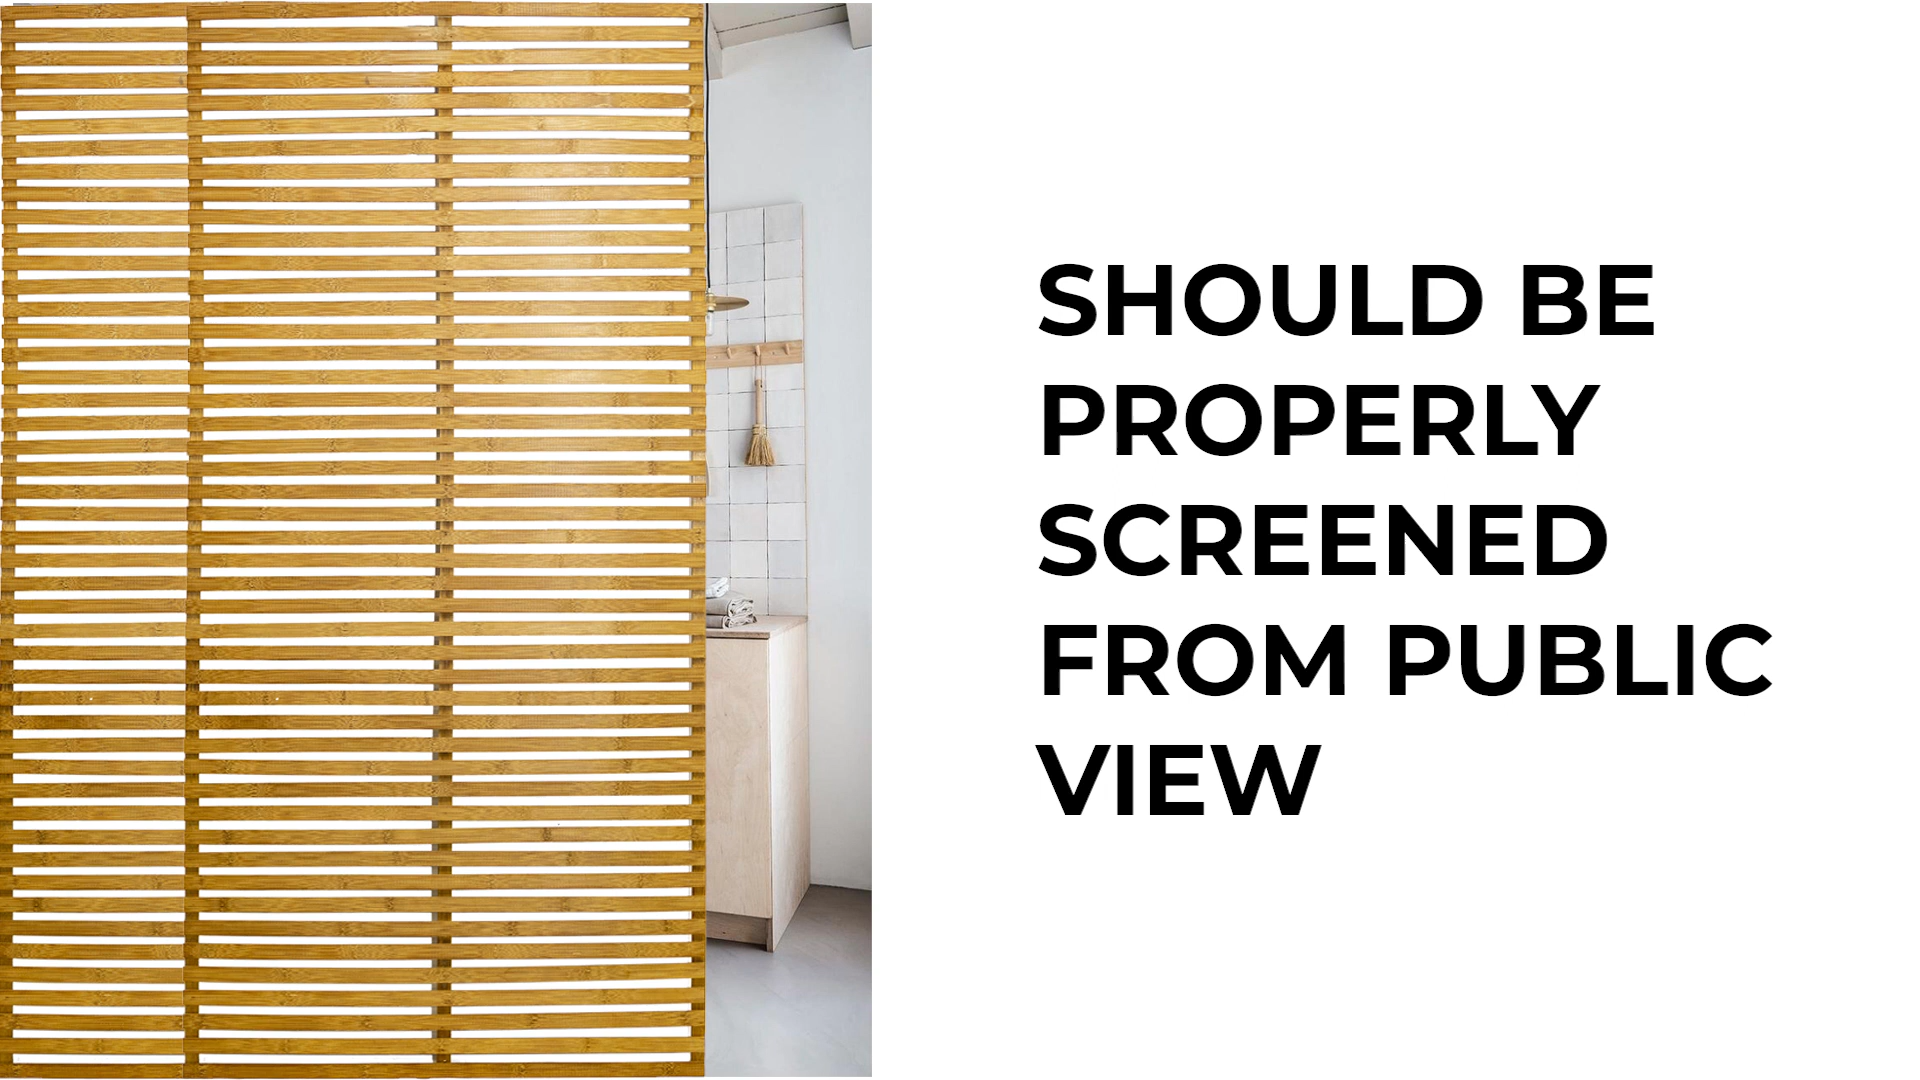 SHOULD BE
PROPERLY
SCREENED
FROM PUBLIC
VIEW